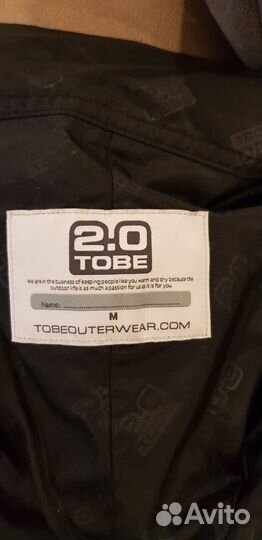 2.0
TOBE
We are in the business of keeping people like you warm and dry because the
outdoor life is as much a passion for us as it is for you.
Name:
M
TOBEOUTERWEAR.COM
Avito